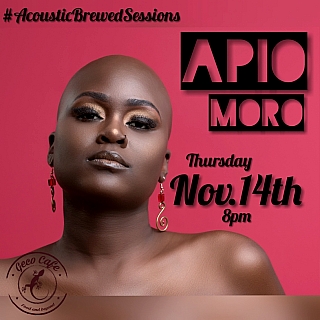 #AcousticBrewedSessions
APIO
MORO
Thursday
Nov.14th
8pm
Geco Cafe